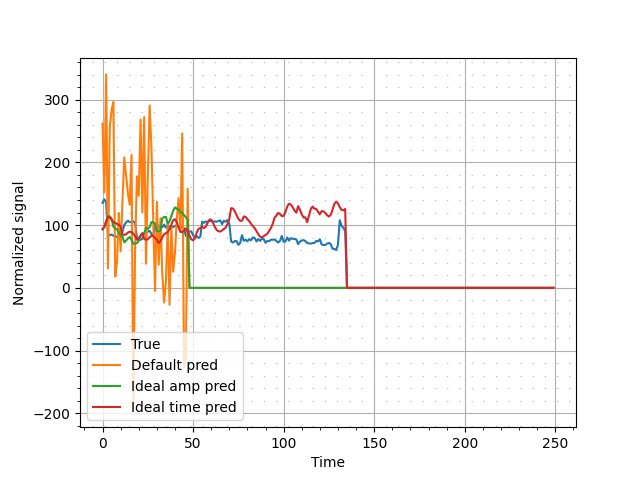 300
200
100
0
−100
−200
Normalized signal
True
Default pred
Ideal amp pred
Ideal time pred
0 50 100 150 200 250
Time